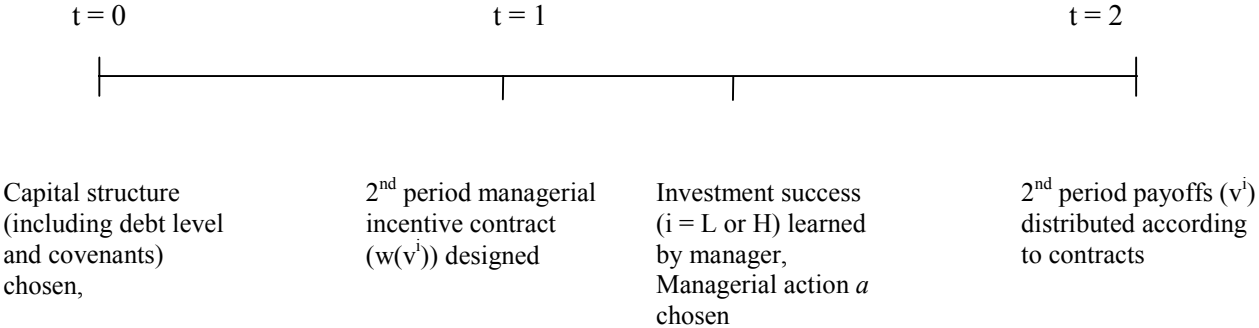 t = 0
t = 1
t = 2
Capital structure
(including debt level
and covenants)
chosen,
2nd period managerial
incentive contract
(w(vi)) designed
Investment success
(i = L or H) learned
by manager,
Managerial action a
chosen
2nd period payoffs (vi)
distributed according
to contracts